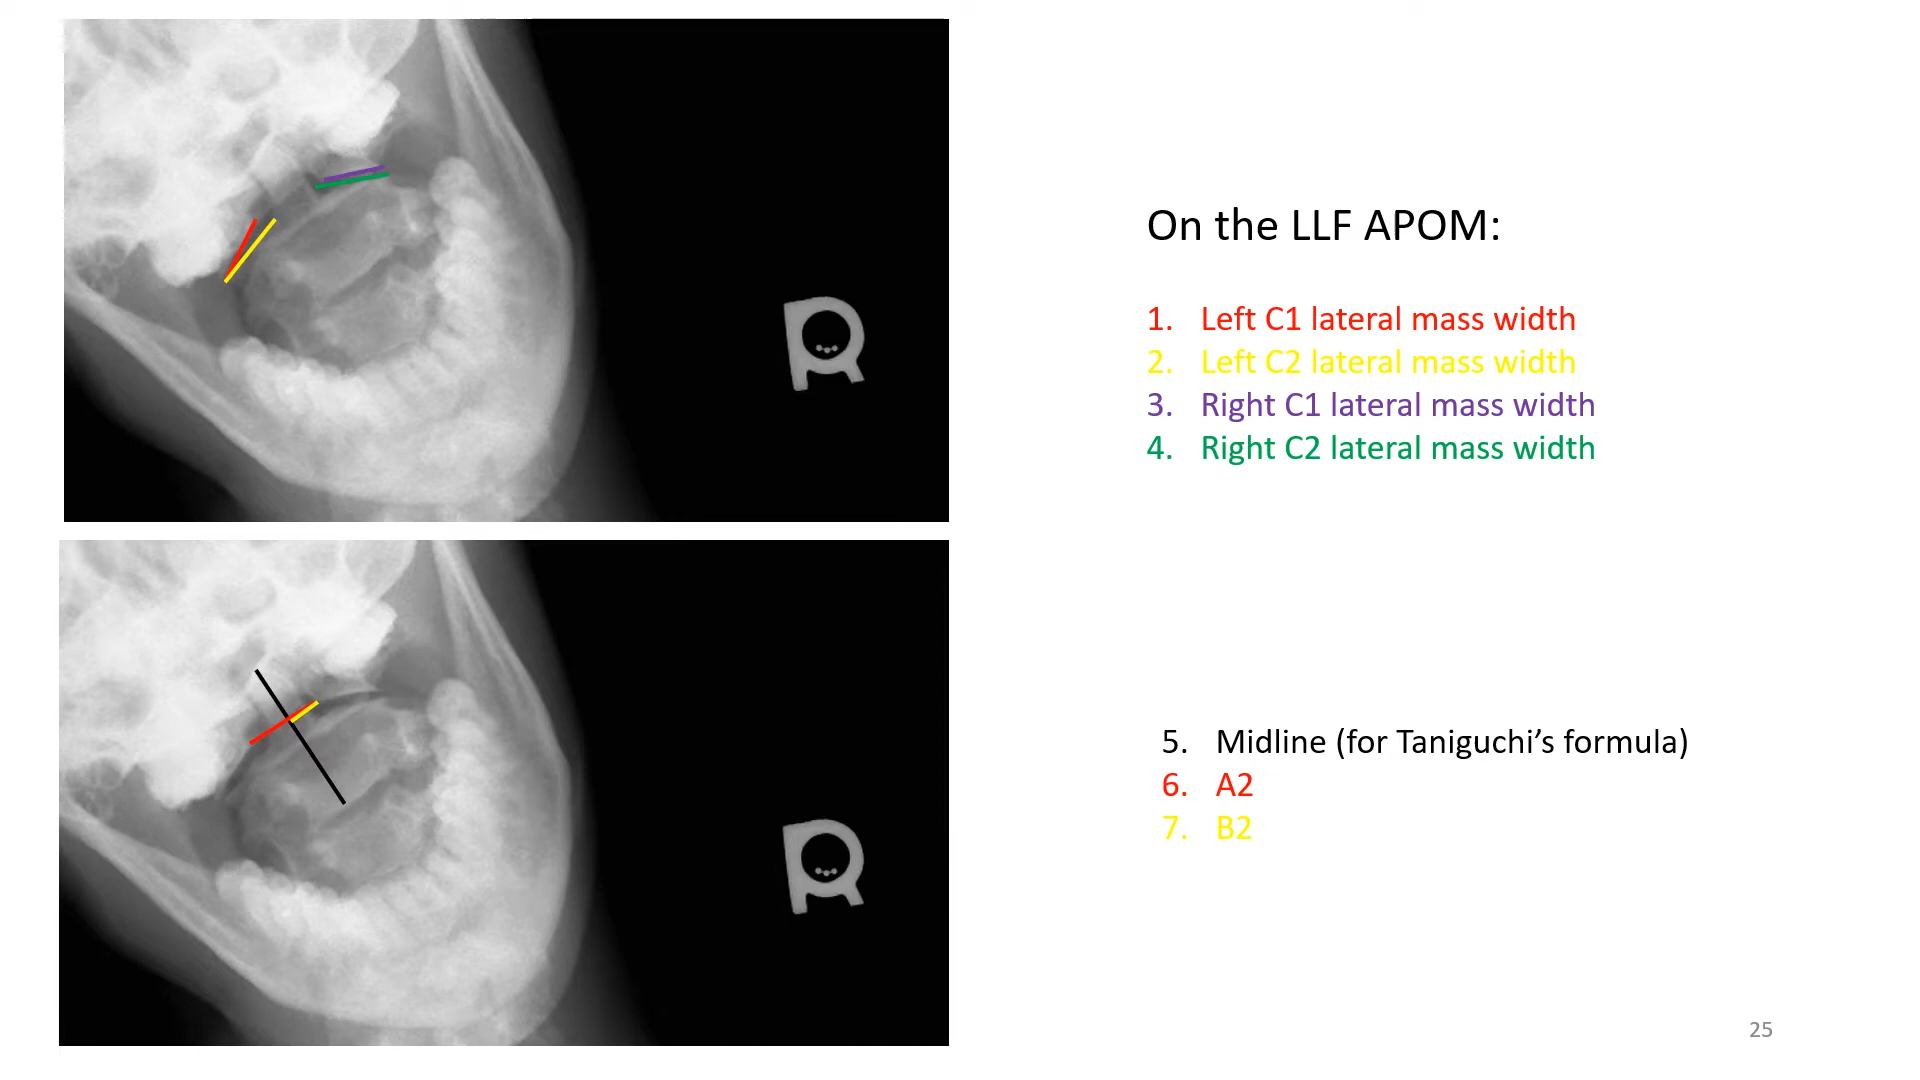 R
On the LLF APOM:
1. Left C1 lateral mass width
2. Left C2 lateral mass width
3. Right C1 lateral mass width
4. Right C2 lateral mass width
R
5. Midline (for Taniguchi’s formula)
6. A2
7. B2
25